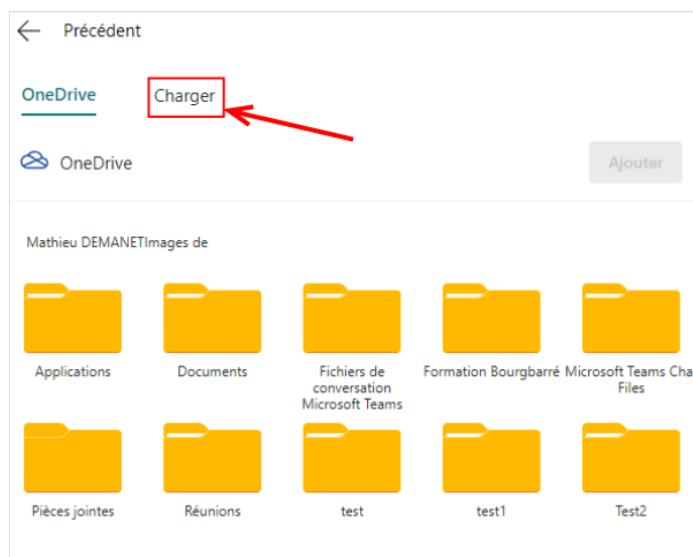 Précédent
OneDrive Charger
OneDrive Ajouter
Mathieu DEMANETImages de
Applications Documents Fichiers de Formation Bourgbarré Microsoft Teams Cha
conversation Files
Microsoft Teams
Pièces jointes Réunions test test1 Test2